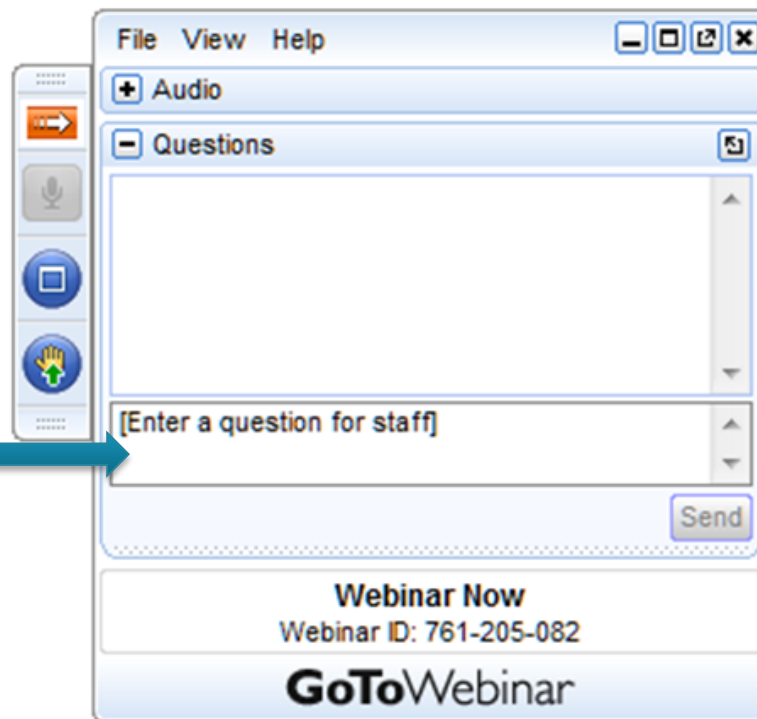 File View Help
Audio
Questions
[Enter a question for staff]
Send
Webinar Now
Webinar ID: 761-205-082
GoToWebinar